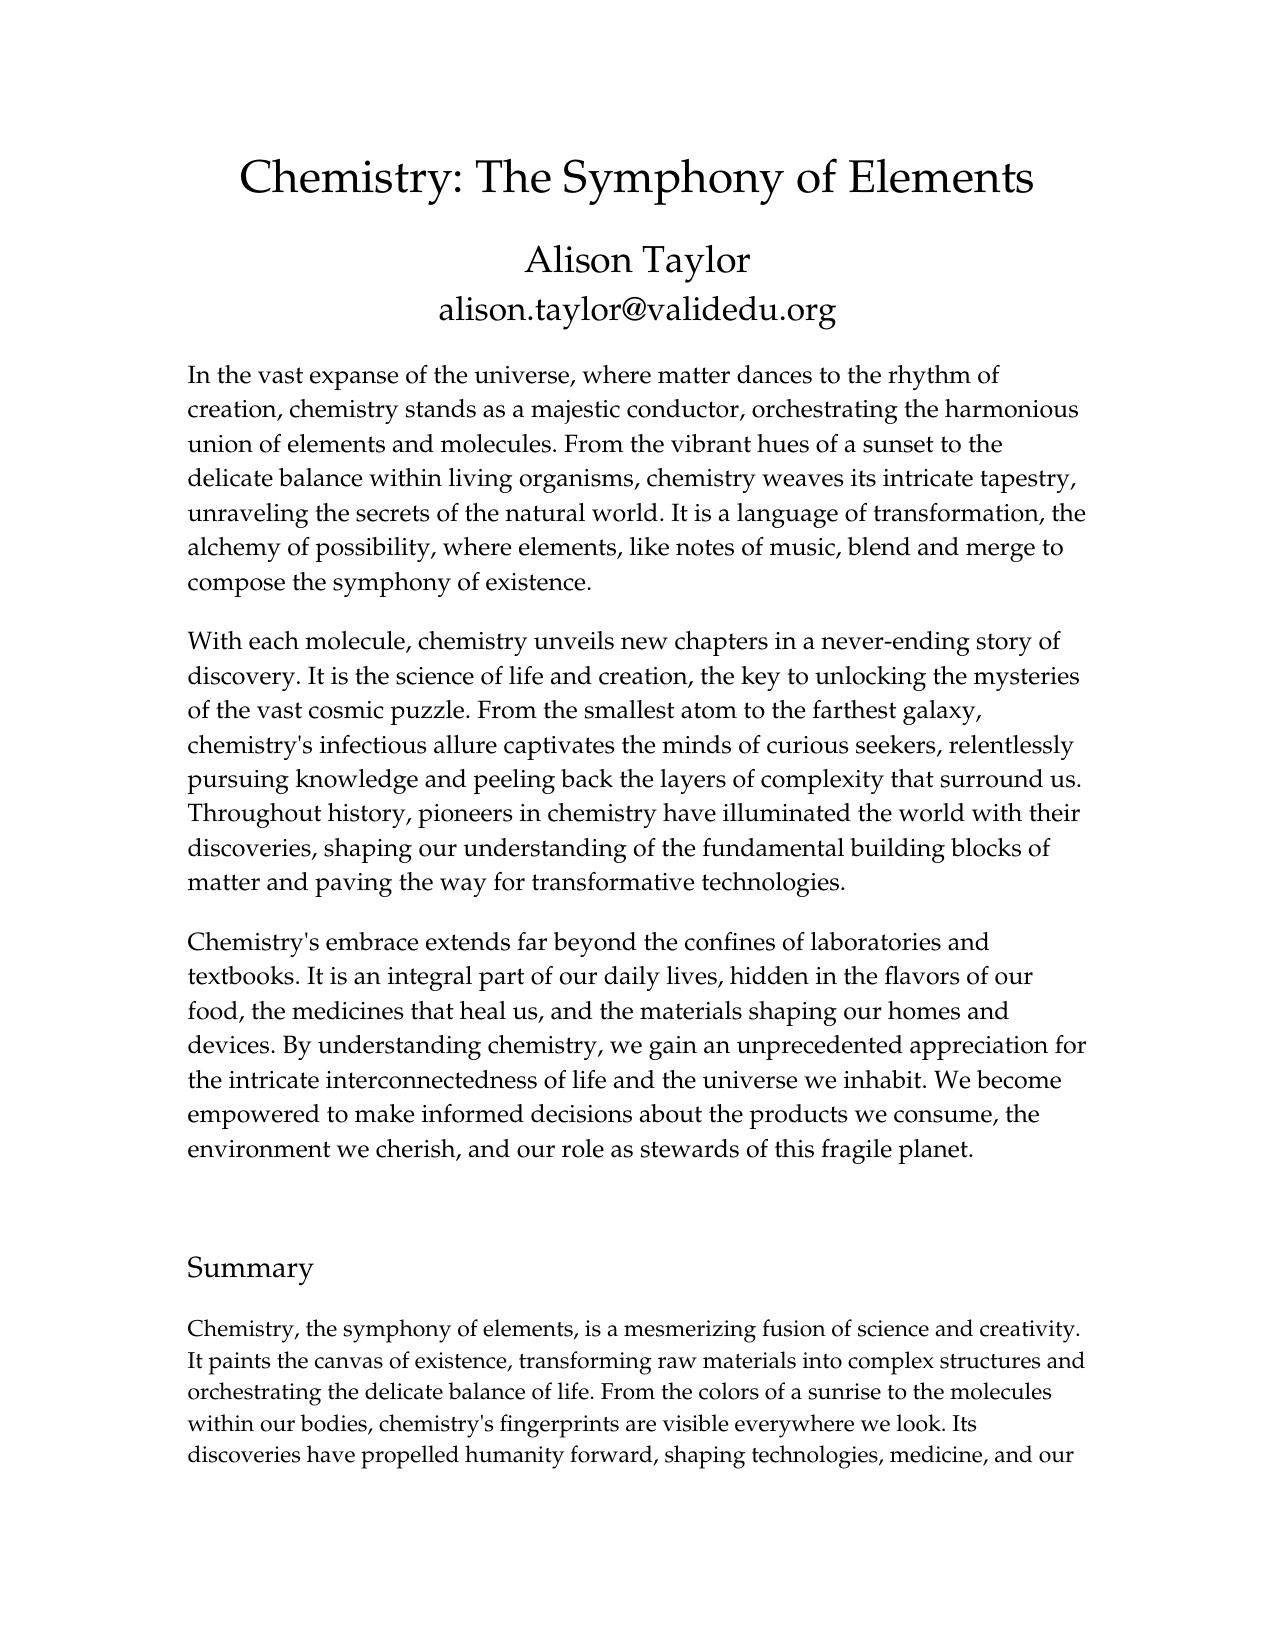 Chemistry: The Symphony of Elements
Alison Taylor
alison.taylor@validedu.org
In the vast expanse of the universe, where matter dances to the rhythm of
creation, chemistry stands as a majestic conductor, orchestrating the harmonious
union of elements and molecules. From the vibrant hues of a sunset to the
delicate balance within living organisms, chemistry weaves its intricate tapestry,
unraveling the secrets of the natural world. It is a language of transformation, the
alchemy of possibility, where elements, like notes of music, blend and merge to
compose the symphony of existence.
With each molecule, chemistry unveils new chapters in a never-ending story of
discovery. It is the science of life and creation, the key to unlocking the mysteries
of the vast cosmic puzzle. From the smallest atom to the farthest galaxy,
chemistry's infectious allure captivates the minds of curious seekers, relentlessly
pursuing knowledge and peeling back the layers of complexity that surround us.
Throughout history, pioneers in chemistry have illuminated the world with their
discoveries, shaping our understanding of the fundamental building blocks of
matter and paving the way for transformative technologies.
Chemistry's embrace extends far beyond the confines of laboratories and
textbooks. It is an integral part of our daily lives, hidden in the flavors of our
food, the medicines that heal us, and the materials shaping our homes and
devices. By understanding chemistry, we gain an unprecedented appreciation for
the intricate interconnectedness of life and the universe we inhabit. We become
empowered to make informed decisions about the products we consume, the
environment we cherish, and our role as stewards of this fragile planet.
Summary
Chemistry, the symphony of elements, is a mesmerizing fusion of science and creativity.
It paints the canvas of existence, transforming raw materials into complex structures and
orchestrating the delicate balance of life. From the colors of a sunrise to the molecules
within our bodies, chemistry's fingerprints are visible everywhere we look. Its
discoveries have propelled humanity forward, shaping technologies, medicine, and our